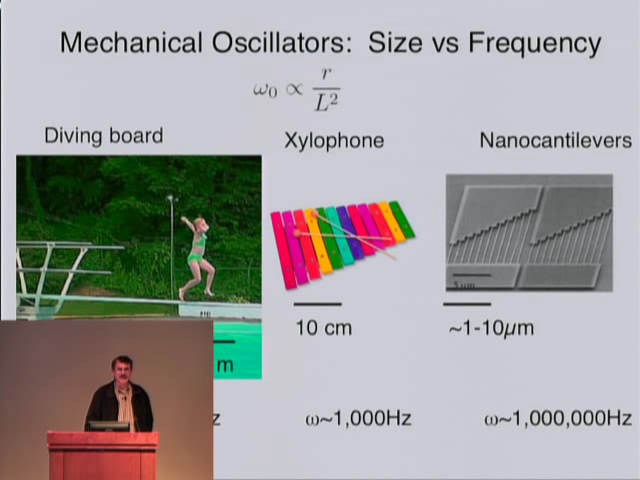 Mechanical Oscillators: Size vs Frequency
ω₀ ∝ r/L²
Diving board
Xylophone
Nanocantilevers
m
10 cm
~1-10μm
z
ω~1,000Hz
ω~1,000,000Hz